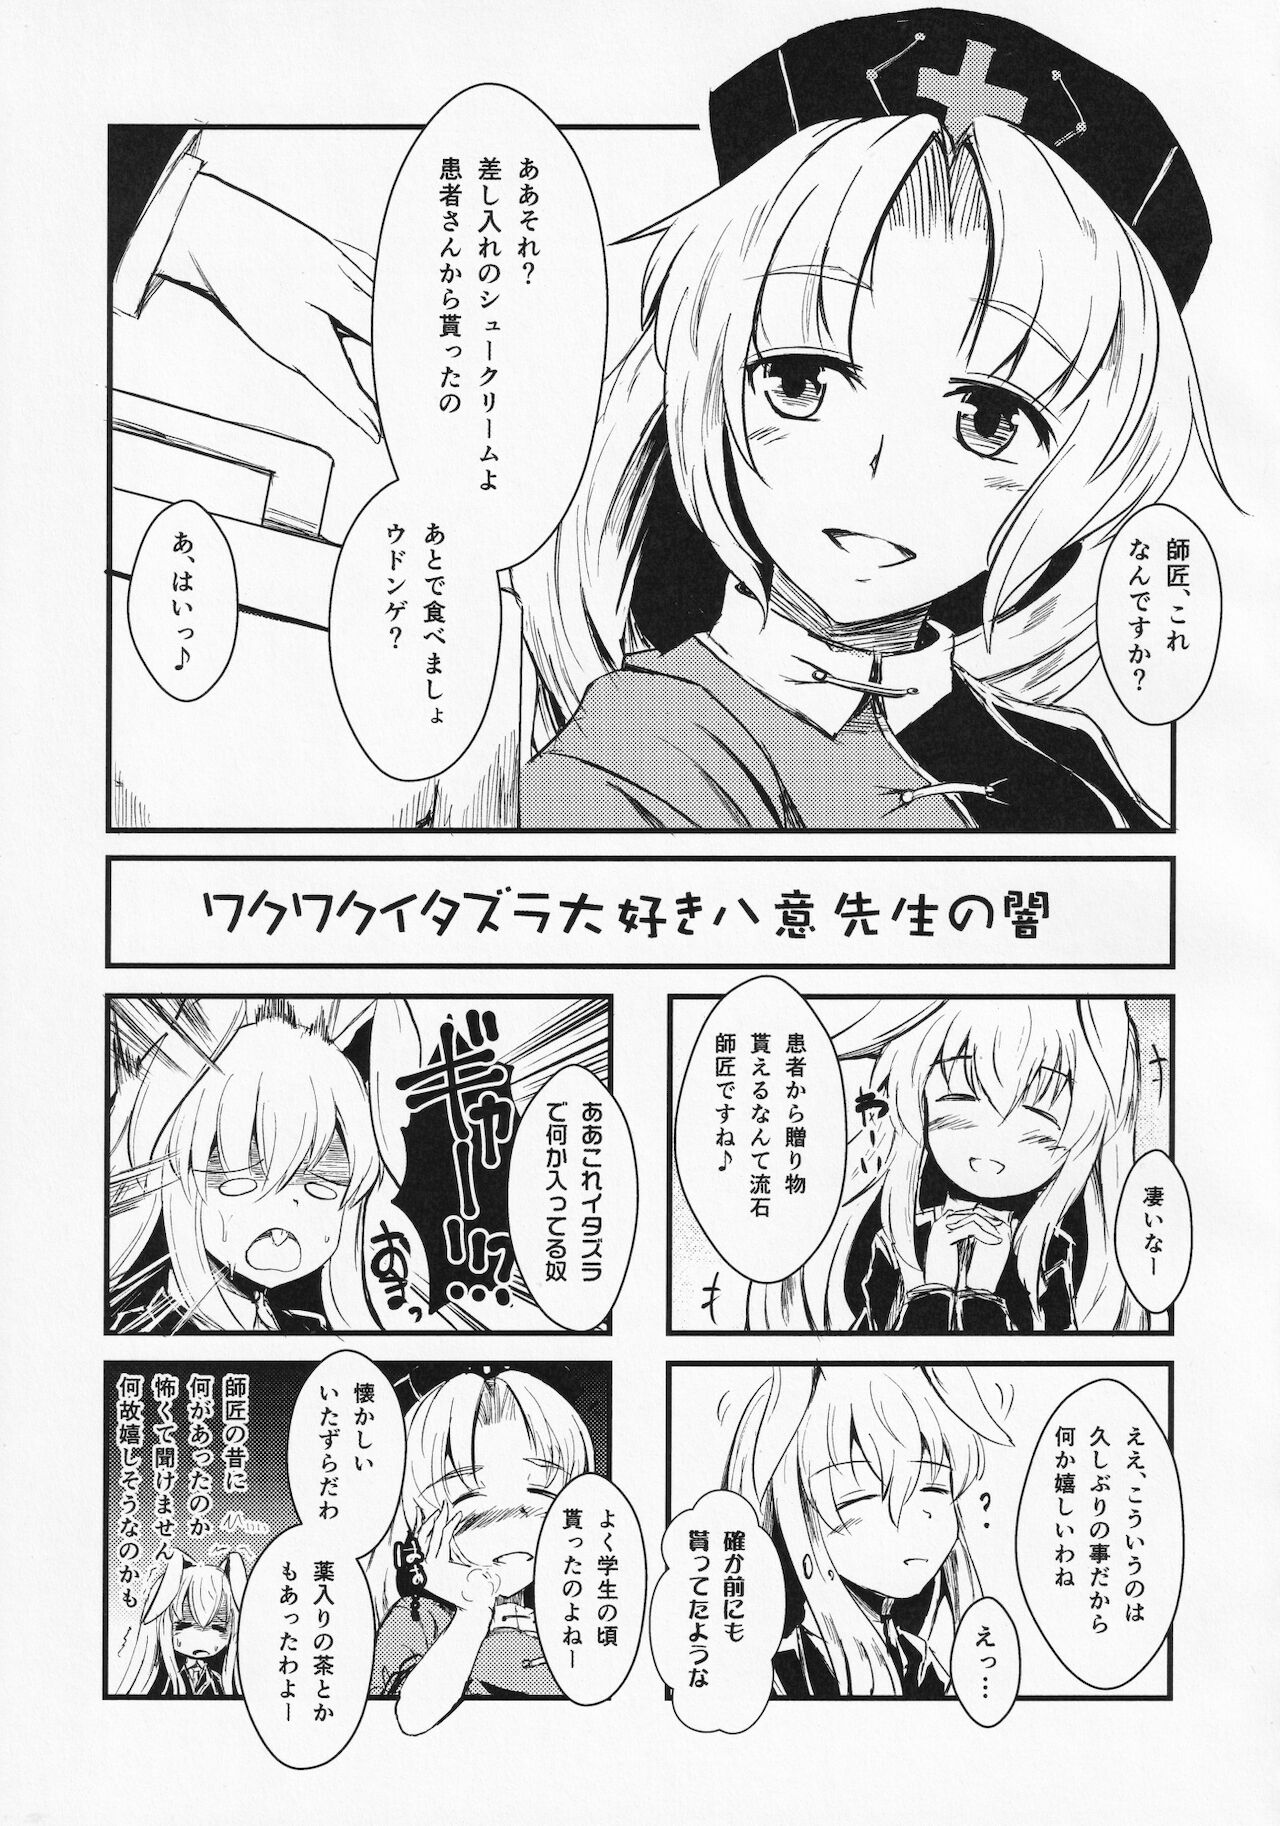 師匠、これ
なんですか？
ああそれ？
差し入れのシュークリームよ
患者さんから貰ったの
あとで食べましょ
ウドンゲ？
あ、はいっ♪
ワクワクイタズラ大好き八意先生の闇
凄いなー
わーい
患者から贈り物
貰えるなんて流石
師匠ですね♪
ええ、こういうのは
久しぶりの事だから
何か嬉しいわね
？
えっ…
確か前にも
貰ってたような
ああこれイタズラ
で何か入ってる奴
ギャーーーッ!?…
よく学生の頃
貰ったのよねー
はぁ…
懐かしい
いたずらだわ
薬入りの茶とか
もあったわよー
師匠の昔に
何があったのか
怖くて聞けません
何故嬉しそうなのかも